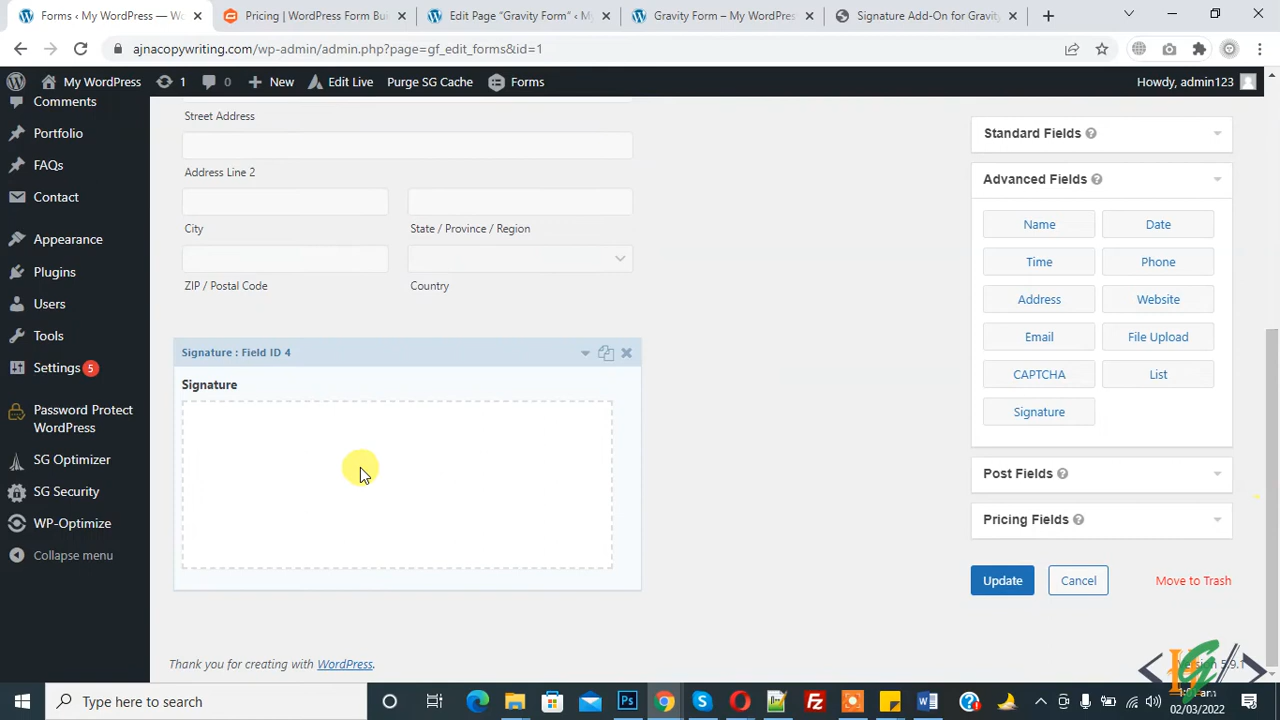 Forms ‹ My WordPress — Wo
Pricing | WordPress Form Bui
Edit Page "Gravity Form" ‹ My
Gravity Form – My WordPress
Signature Add-On for Gravity
ajnacopywriting.com/wp-admin/admin.php?page=gf_edit_forms&id=1
My WordPress
1
0
New
Edit Live
Purge SG Cache
Forms
Howdy, admin123
Comments
Portfolio
FAQs
Contact
Appearance
Plugins
Users
Tools
Settings 5
Password Protect
WordPress
SG Optimizer
SG Security
WP-Optimize
Collapse menu
Street Address
Address Line 2
City
State / Province / Region
ZIP / Postal Code
Country
Signature : Field ID 4
Signature
Thank you for creating with WordPress.
Standard Fields
Advanced Fields
Name
Date
Time
Phone
Address
Website
Email
File Upload
CAPTCHA
List
Signature
Post Fields
Pricing Fields
Update
Cancel
Move to Trash
Type here to search
02/03/2022